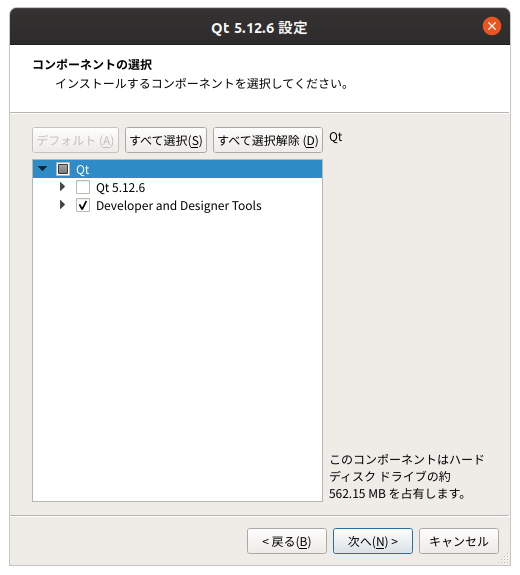 Qt 5.12.6 設定
コンポーネントの選択
インストールするコンポーネントを選択してください。
デフォルト (A) すべて選択(S) すべて選択解除 (D) Qt
Qt
Qt 5.12.6
Developer and Designer Tools
このコンポーネントはハード
ディスク ドライブの約
562.15 MB を占有します。
< 戻る(B) 次へ(N) > キャンセル